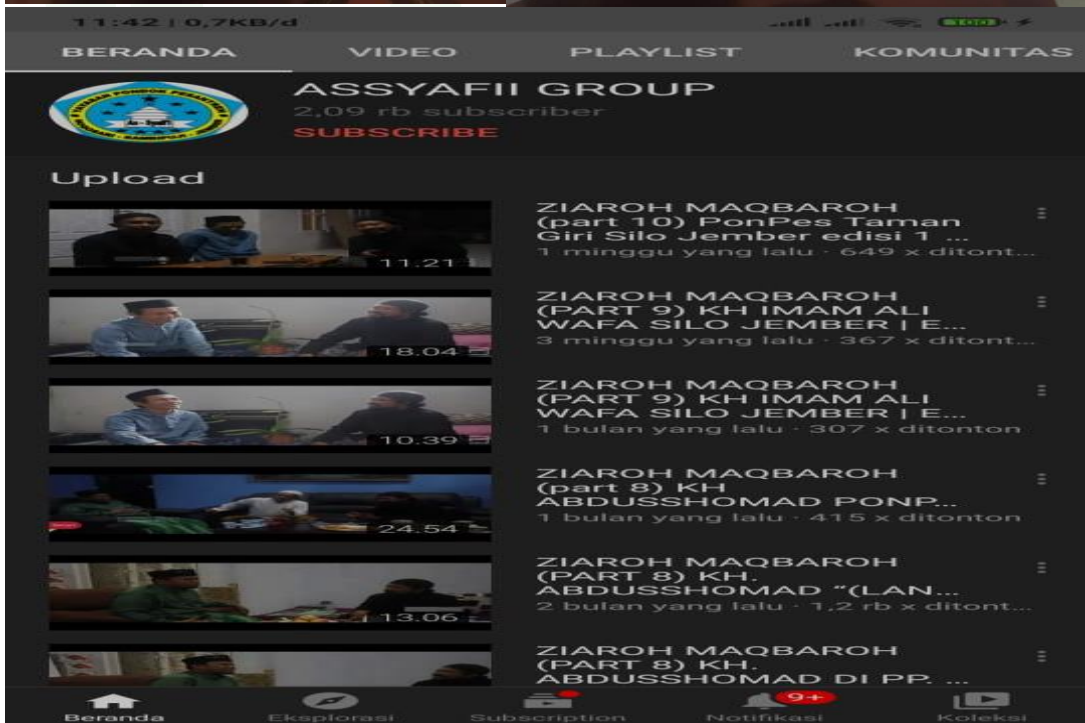 11:42 | 0,7KB/d
100
BERANDA VIDEO PLAYLIST KOMUNITAS
ASSYAFII GROUP
2,09 rb subscriber
SUBSCRIBE
Upload
ZIAROH MAQBAROH
(part 10) PonPes Taman
Giri Silo Jember edisi 1 ...
1 minggu yang lalu · 649 x ditont...
11.21
ZIAROH MAQBAROH
(PART 9) KH IMAM ALI
WAFA SILO JEMBER | E...
3 minggu yang lalu · 367 x ditont...
18.04
ZIAROH MAQBAROH
(PART 9) KH IMAM ALI
WAFA SILO JEMBER | E...
1 bulan yang lalu · 307 x ditonton
10.39
ZIAROH MAQBAROH
(part 8) KH
ABDUSSHOMAD PONP...
1 bulan yang lalu · 415 x ditonton
24.54
ZIAROH MAQBAROH
(PART 8) KH.
ABDUSSHOMAD "(LAN...
2 bulan yang lalu · 1,2 rb x ditont...
13.06
ZIAROH MAQBAROH
(PART 8) KH.
ABDUSSHOMAD DI PP. ...
9+
Beranda Eksplorasi Subscription Notifikasi Koleksi